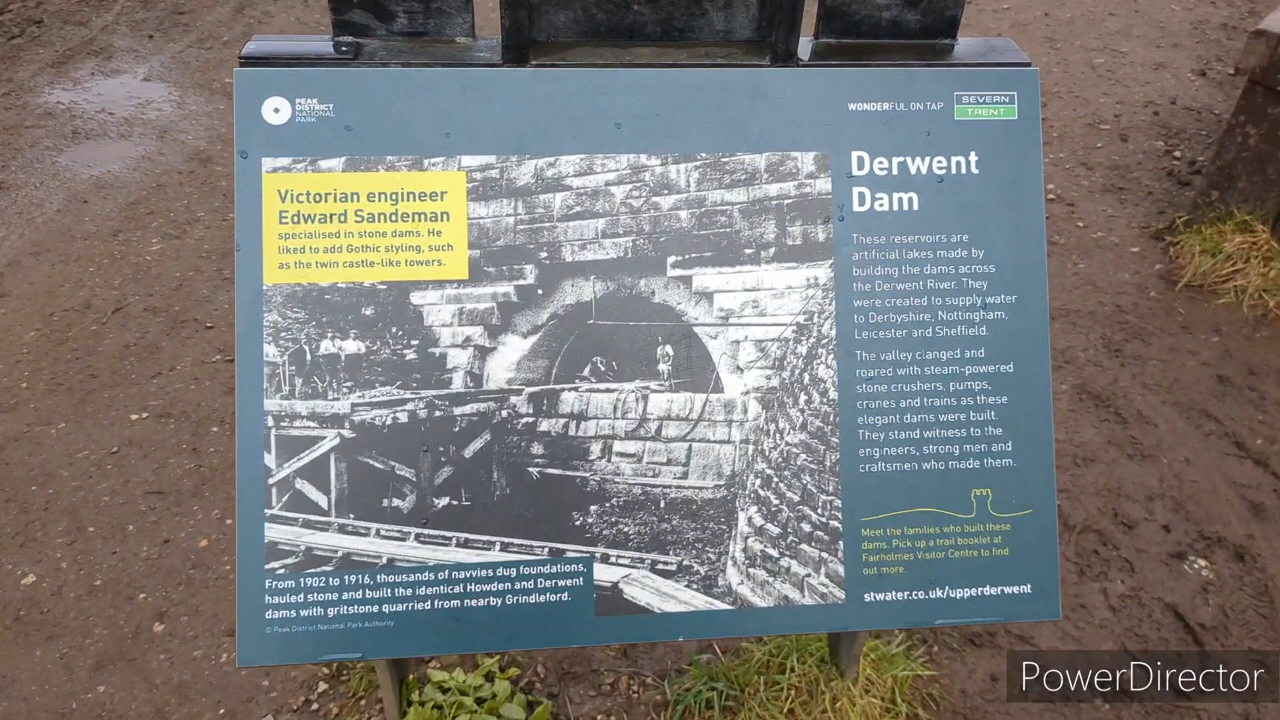 PEAK
DISTRICT
NATIONAL
PARK
WONDERFUL ON TAP
SEVERN
TRENT
Victorian engineer
Edward Sandeman
specialised in stone dams. He
liked to add Gothic styling, such
as the twin castle-like towers.
Derwent
Dam
These reservoirs are
artificial lakes made by
building the dams across
the Derwent River. They
were created to supply water
to Derbyshire, Nottingham,
Leicester and Sheffield.
The valley clanged and
roared with steam-powered
stone crushers, pumps,
cranes and trains as these
elegant dams were built.
They stand witness to the
engineers, strong men and
craftsmen who made them.
Meet the families who built these
dams. Pick up a trail booklet at
Fairholmes Visitor Centre to find
out more.
stwater.co.uk/upperderwent
From 1902 to 1916, thousands of navvies dug foundations,
hauled stone and built the identical Howden and Derwent
dams with gritstone quarried from nearby Grindleford.
© Peak District National Park Authority
PowerDirector